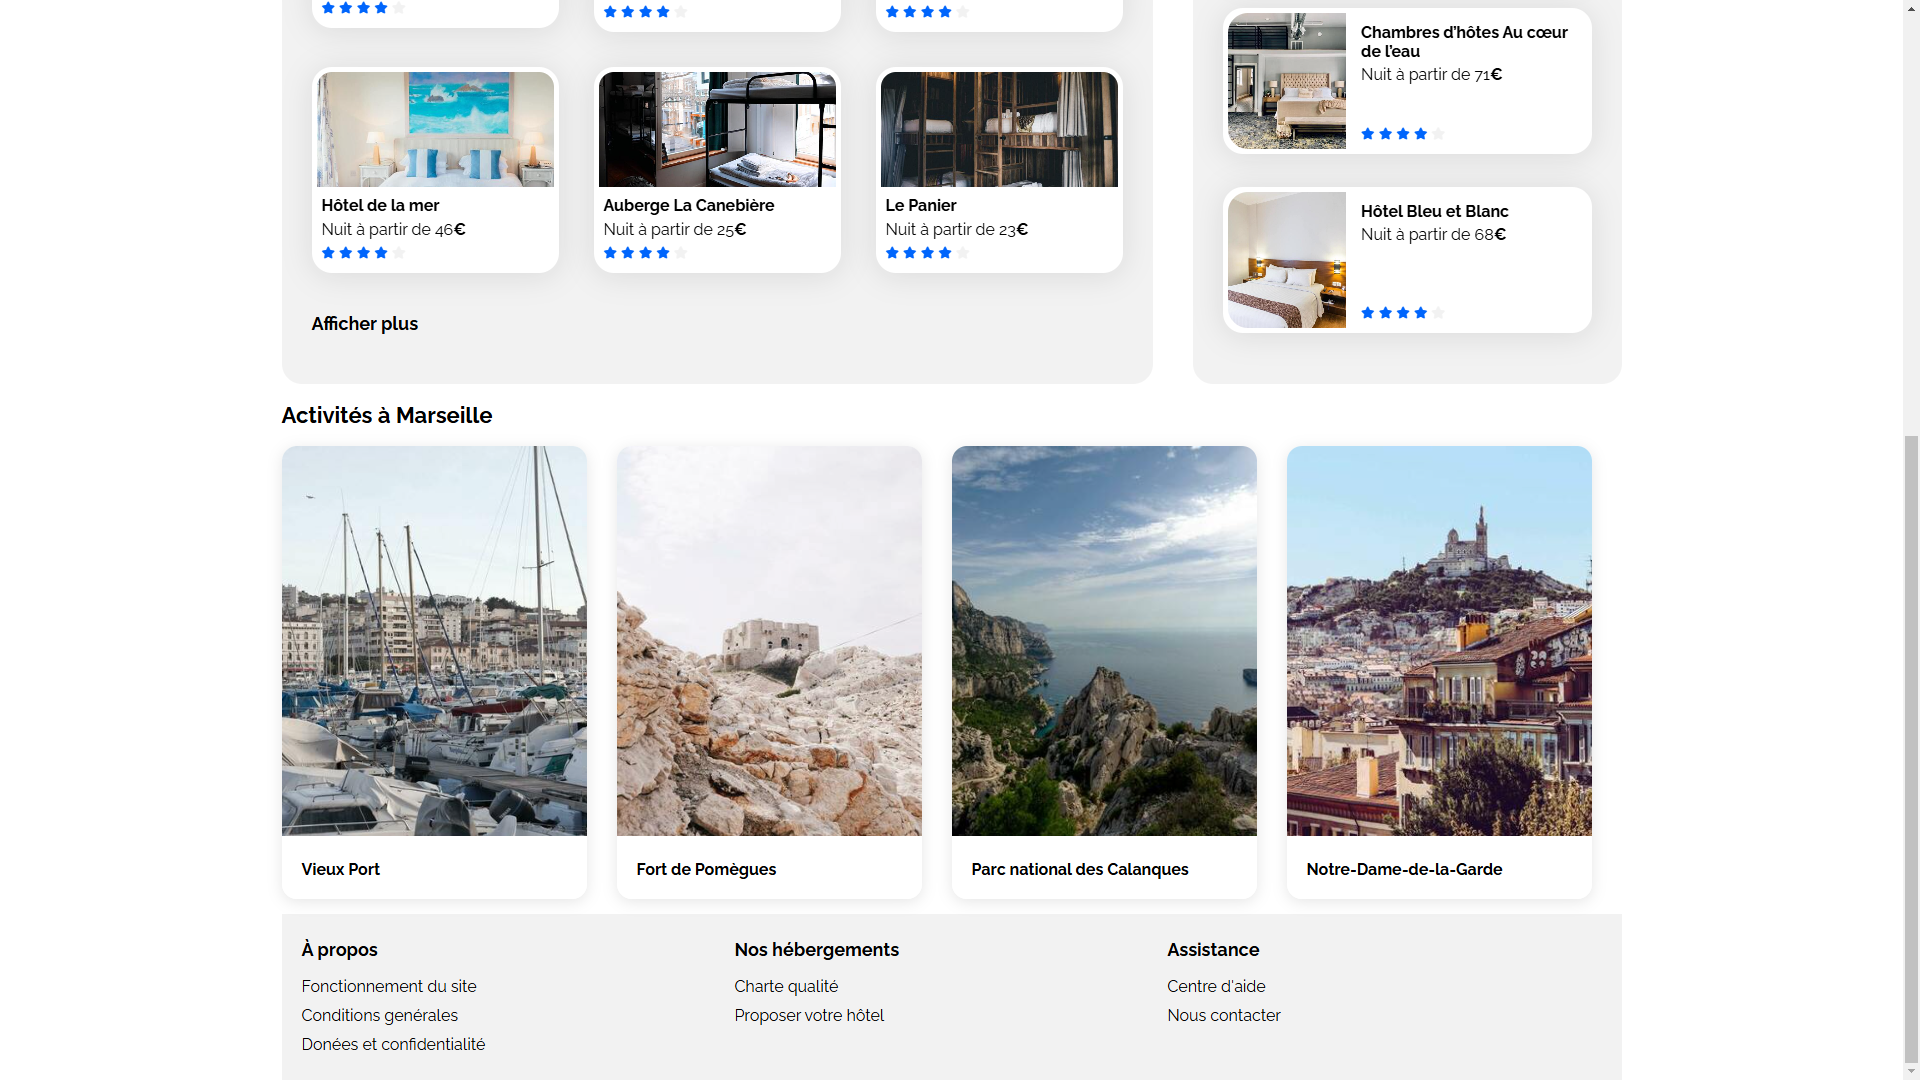 Hôtel de la mer
Nuit à partir de 46€
Auberge La Canebière
Nuit à partir de 25€
Le Panier
Nuit à partir de 23€
Afficher plus
Chambres d'hôtes Au cœur
de l'eau
Nuit à partir de 71€
Hôtel Bleu et Blanc
Nuit à partir de 68€
Activités à Marseille
Vieux Port
Fort de Pomègues
Parc national des Calanques
Notre-Dame-de-la-Garde
À propos
Fonctionnement du site
Conditions genérales
Donées et confidentialité
Nos hébergements
Charte qualité
Proposer votre hôtel
Assistance
Centre d'aide
Nous contacter